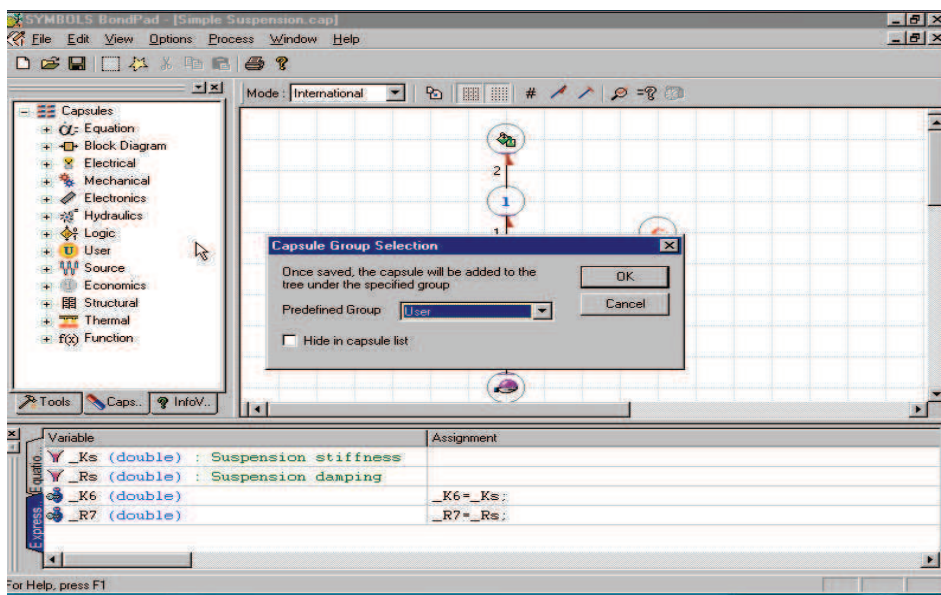 SYMBOLS BondPad - [Simple Suspension.cap]
File Edit View Options Process Window Help
Mode : International
# =?
Capsules
Equation
Block Diagram
Electrical
Mechanical
Electronics
Hydraulics
Logic
U User
Source
Economics
Structural
Thermal
f(x) Function
Tools Caps.. InfoV..
2
1
1
Capsule Group Selection
Once saved, the capsule will be added to the
tree under the specified group
Predefined Group User
Hide in capsule list
OK
Cancel
Equatio...
Express...
Variable Assignment
_Ks (double) : Suspension stiffness
_Rs (double) : Suspension damping
_K6 (double) _K6=_Ks;
_R7 (double) _R7=_Rs;
For Help, press F1